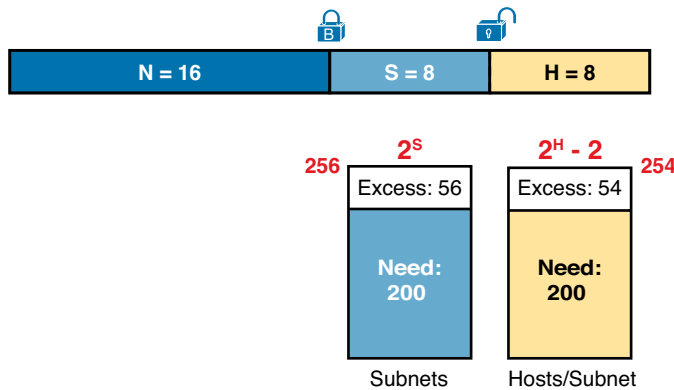 B
N = 16 S = 8 H = 8
2ˢ 2ᴴ - 2
256 254
Excess: 56 Excess: 54
Need: Need:
200 200
Subnets Hosts/Subnet